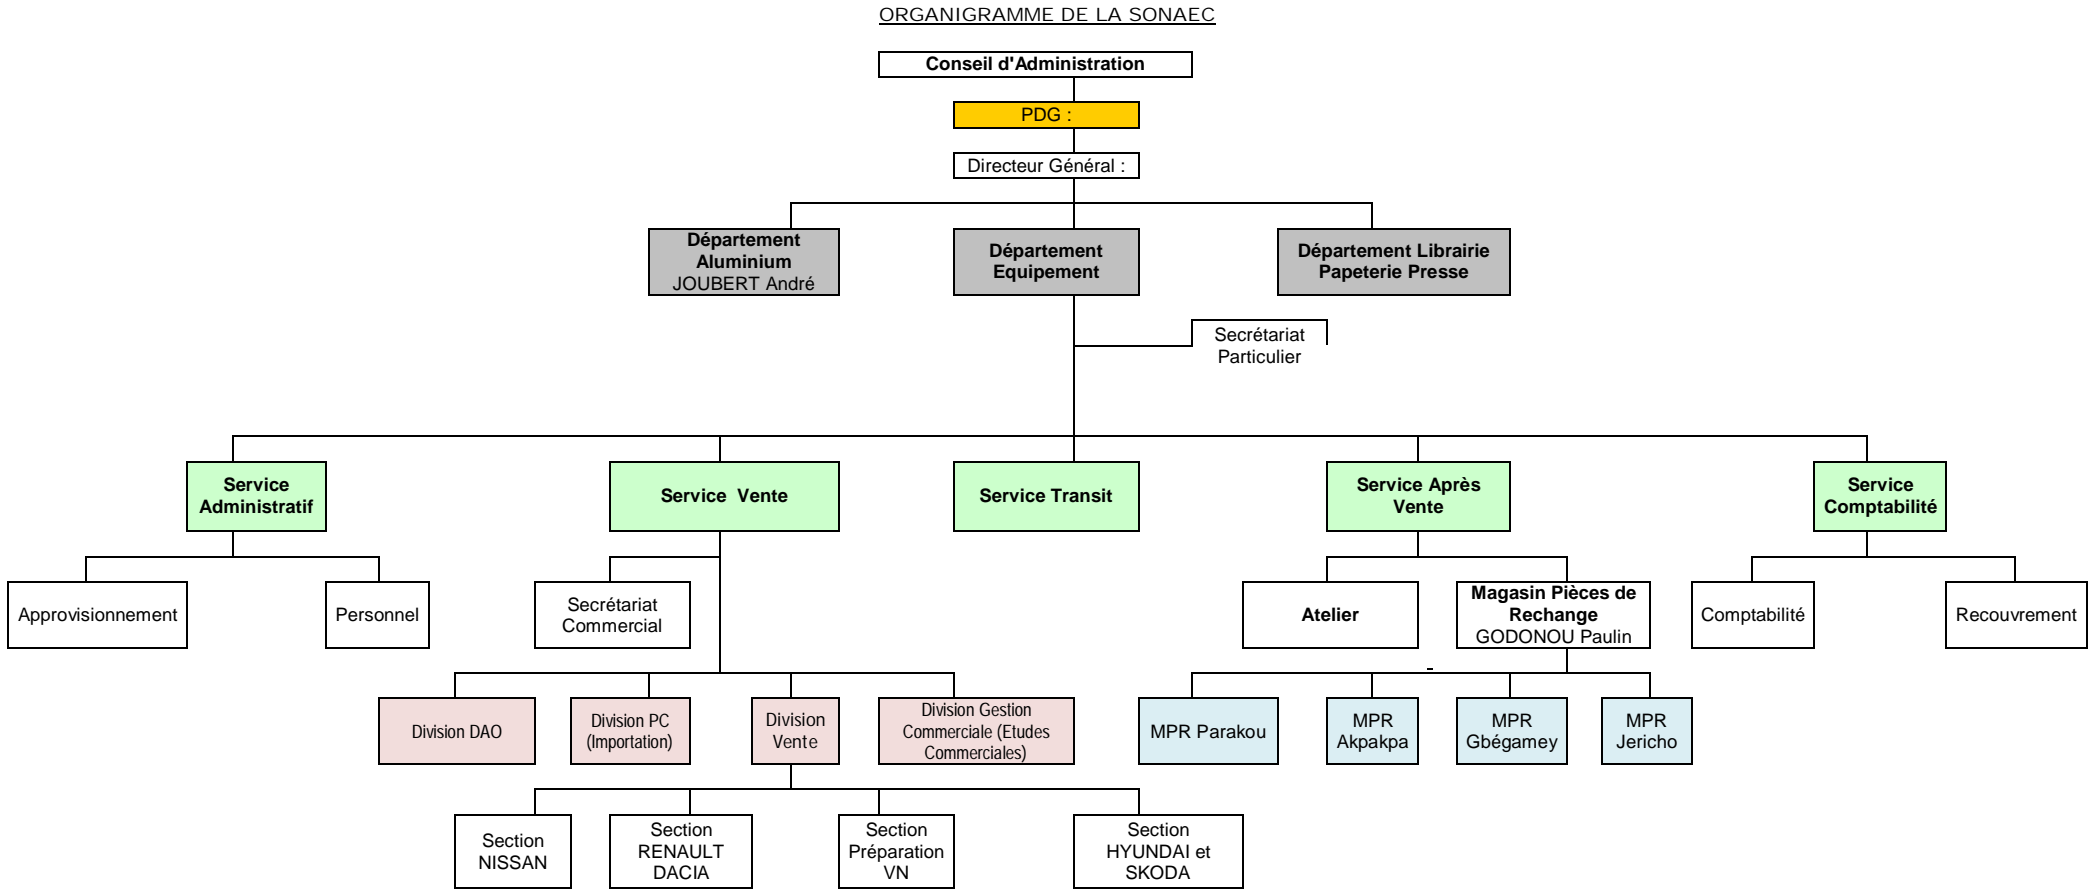 ORGANIGRAMME DE LA SONAEC
Conseil d'Administration
PDG :
Directeur Général :
Département
Aluminium
JOUBERT André
Département
Equipement
Département Librairie
Papeterie Presse
Secrétariat
Particulier
Service
Administratif
Service Vente
Service Transit
Service Après
Vente
Service
Comptabilité
Approvisionnement
Personnel
Secrétariat
Commercial
Atelier
Magasin Pièces de
Rechange
GODONOU Paulin
Comptabilité
Recouvrement
Division DAO
Division PC
(Importation)
Division
Vente
Division Gestion
Commerciale (Etudes
Commerciales)
MPR Parakou
MPR
Akpakpa
MPR
Gbégamey
MPR
Jericho
Section
NISSAN
Section
RENAULT
DACIA
Section
Préparation
VN
Section
HYUNDAI et
SKODA